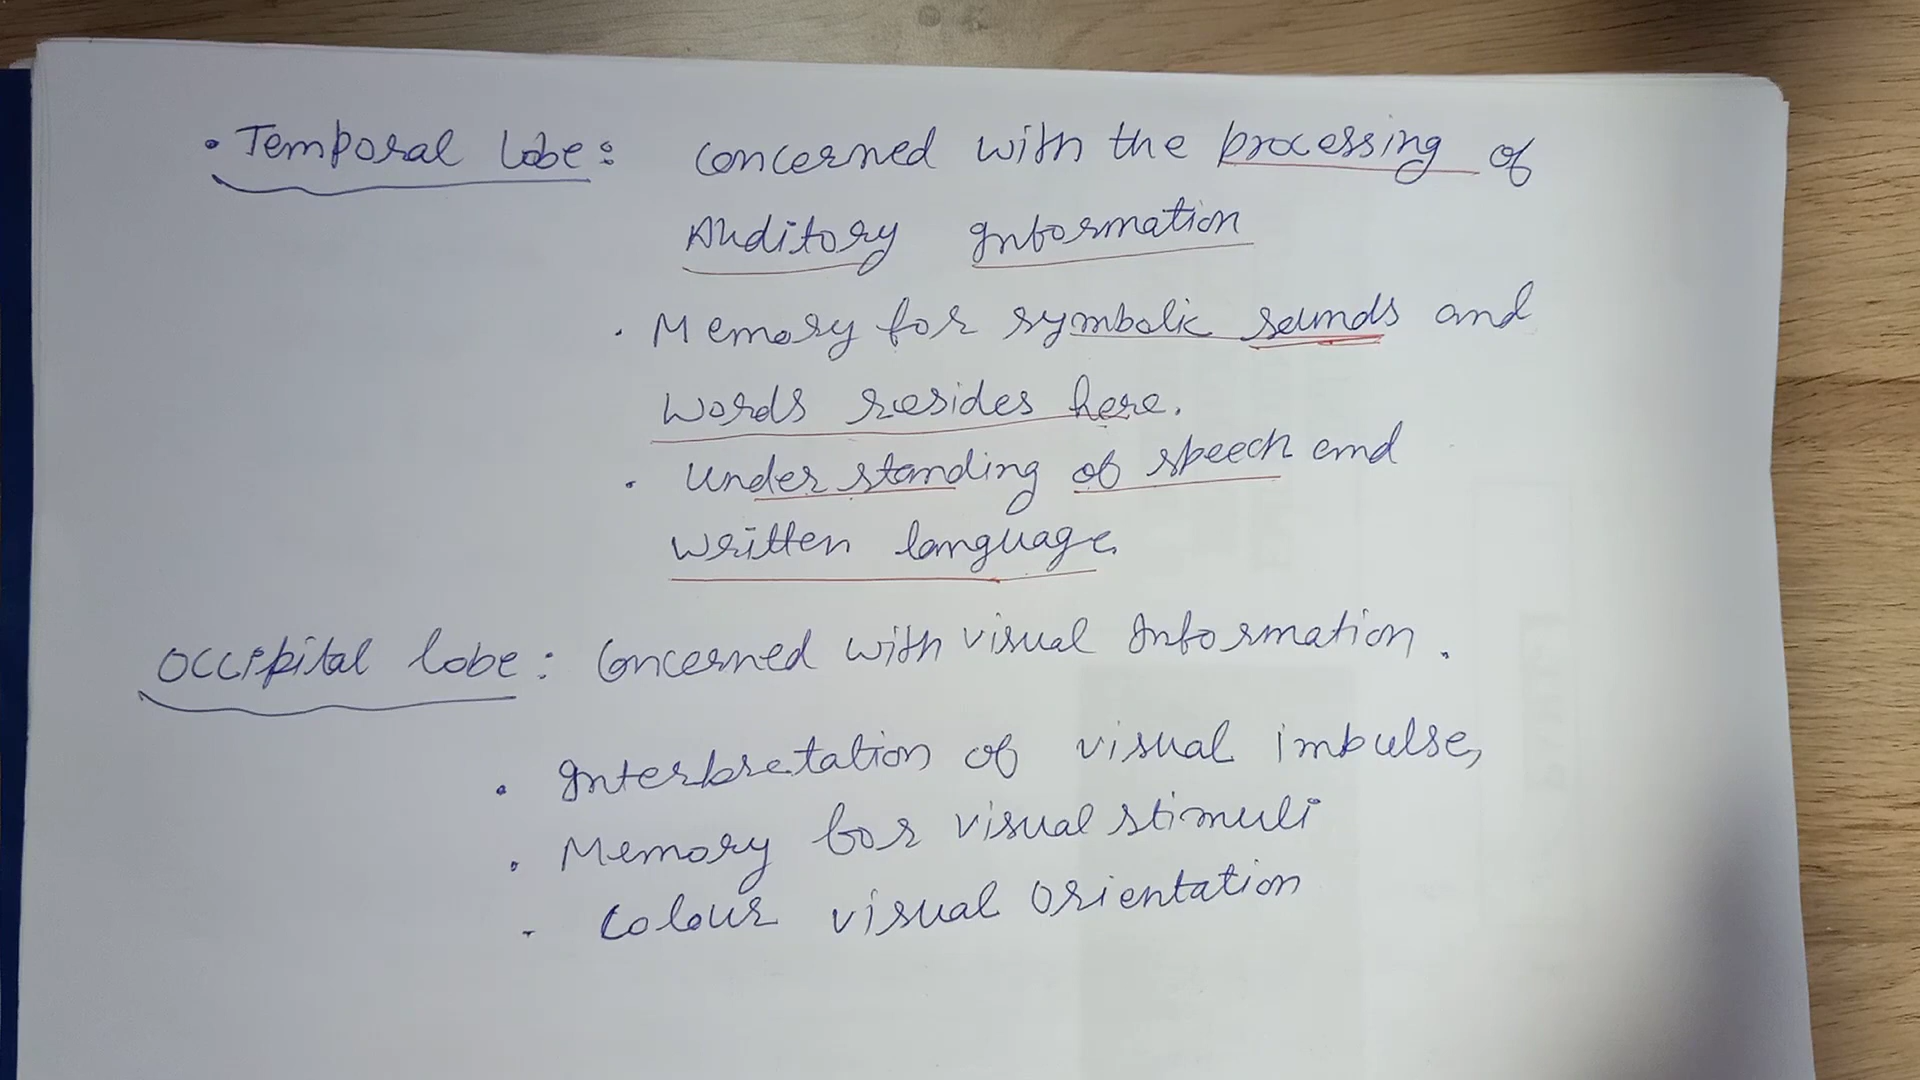 • Temporal lobe: concerned with the processing of
Auditory Information
• Memory for symbolic sounds and
words resides here.
• Understanding of speech and
written language.
Occipital lobe: concerned with visual Information.
• Interpretation of visual impulse,
• Memory for visual stimuli
- Colour visual orientation